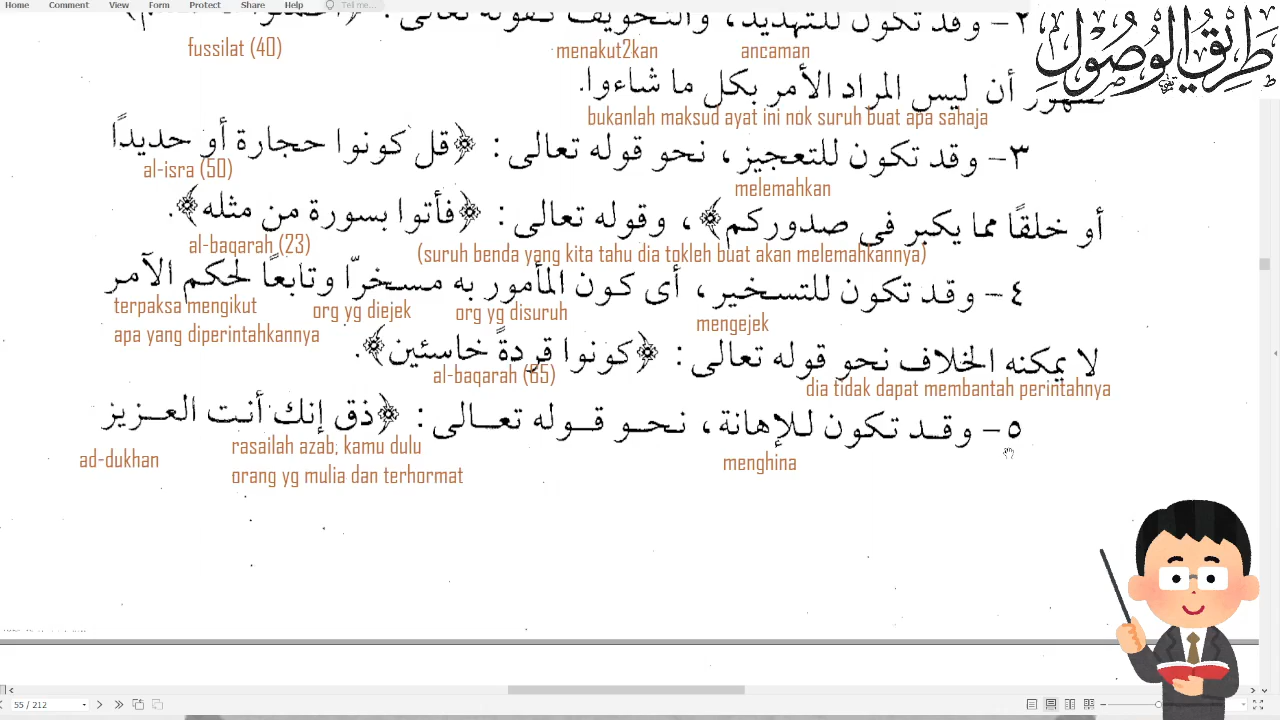 Home Comment View Form Protect Share Help Tell me...
طريق الوصول
٢ – وقد تكون للتهديد، والتخويف كقوله تعالى :
fussilat (40) menakut2kan ancaman
أن ليس المراد الأمر بكل ما شاءوا.
bukanlah maksud ayat ini nok suruh buat apa sahaja
٣ – وقد تكون للتعجيز، نحو قوله تعالى : ﴿قل كونوا حجارة أو حديدًا
al-isra (50) melemahkan
أو خلقًا مما يكبر في صدوركم﴾، وقوله تعالى : ﴿فأتوا بسورة من مثله﴾.
al-baqarah (23) (suruh benda yang kita tahu dia tokleh buat akan melemahkannya)
٤ – وقد تكون للتسخير، أى كون المأمور به مسخرًا وتابعًا لحكم الآمر
terpaksa mengikut org yg diejek org yg disuruh mengejek
apa yang diperintahkannya
لا يمكنه الخلاف نحو قوله تعالى : ﴿كونوا قردةً خاسئين﴾.
al-baqarah (65) dia tidak dapat membantah perintahnya
٥ – وقد تكون للإهانة، نحو قوله تعالى : ﴿ذق إنك أنت العزيز
ad-dukhan rasailah azab; kamu dulu menghina
orang yg mulia dan terhormat
55 / 212